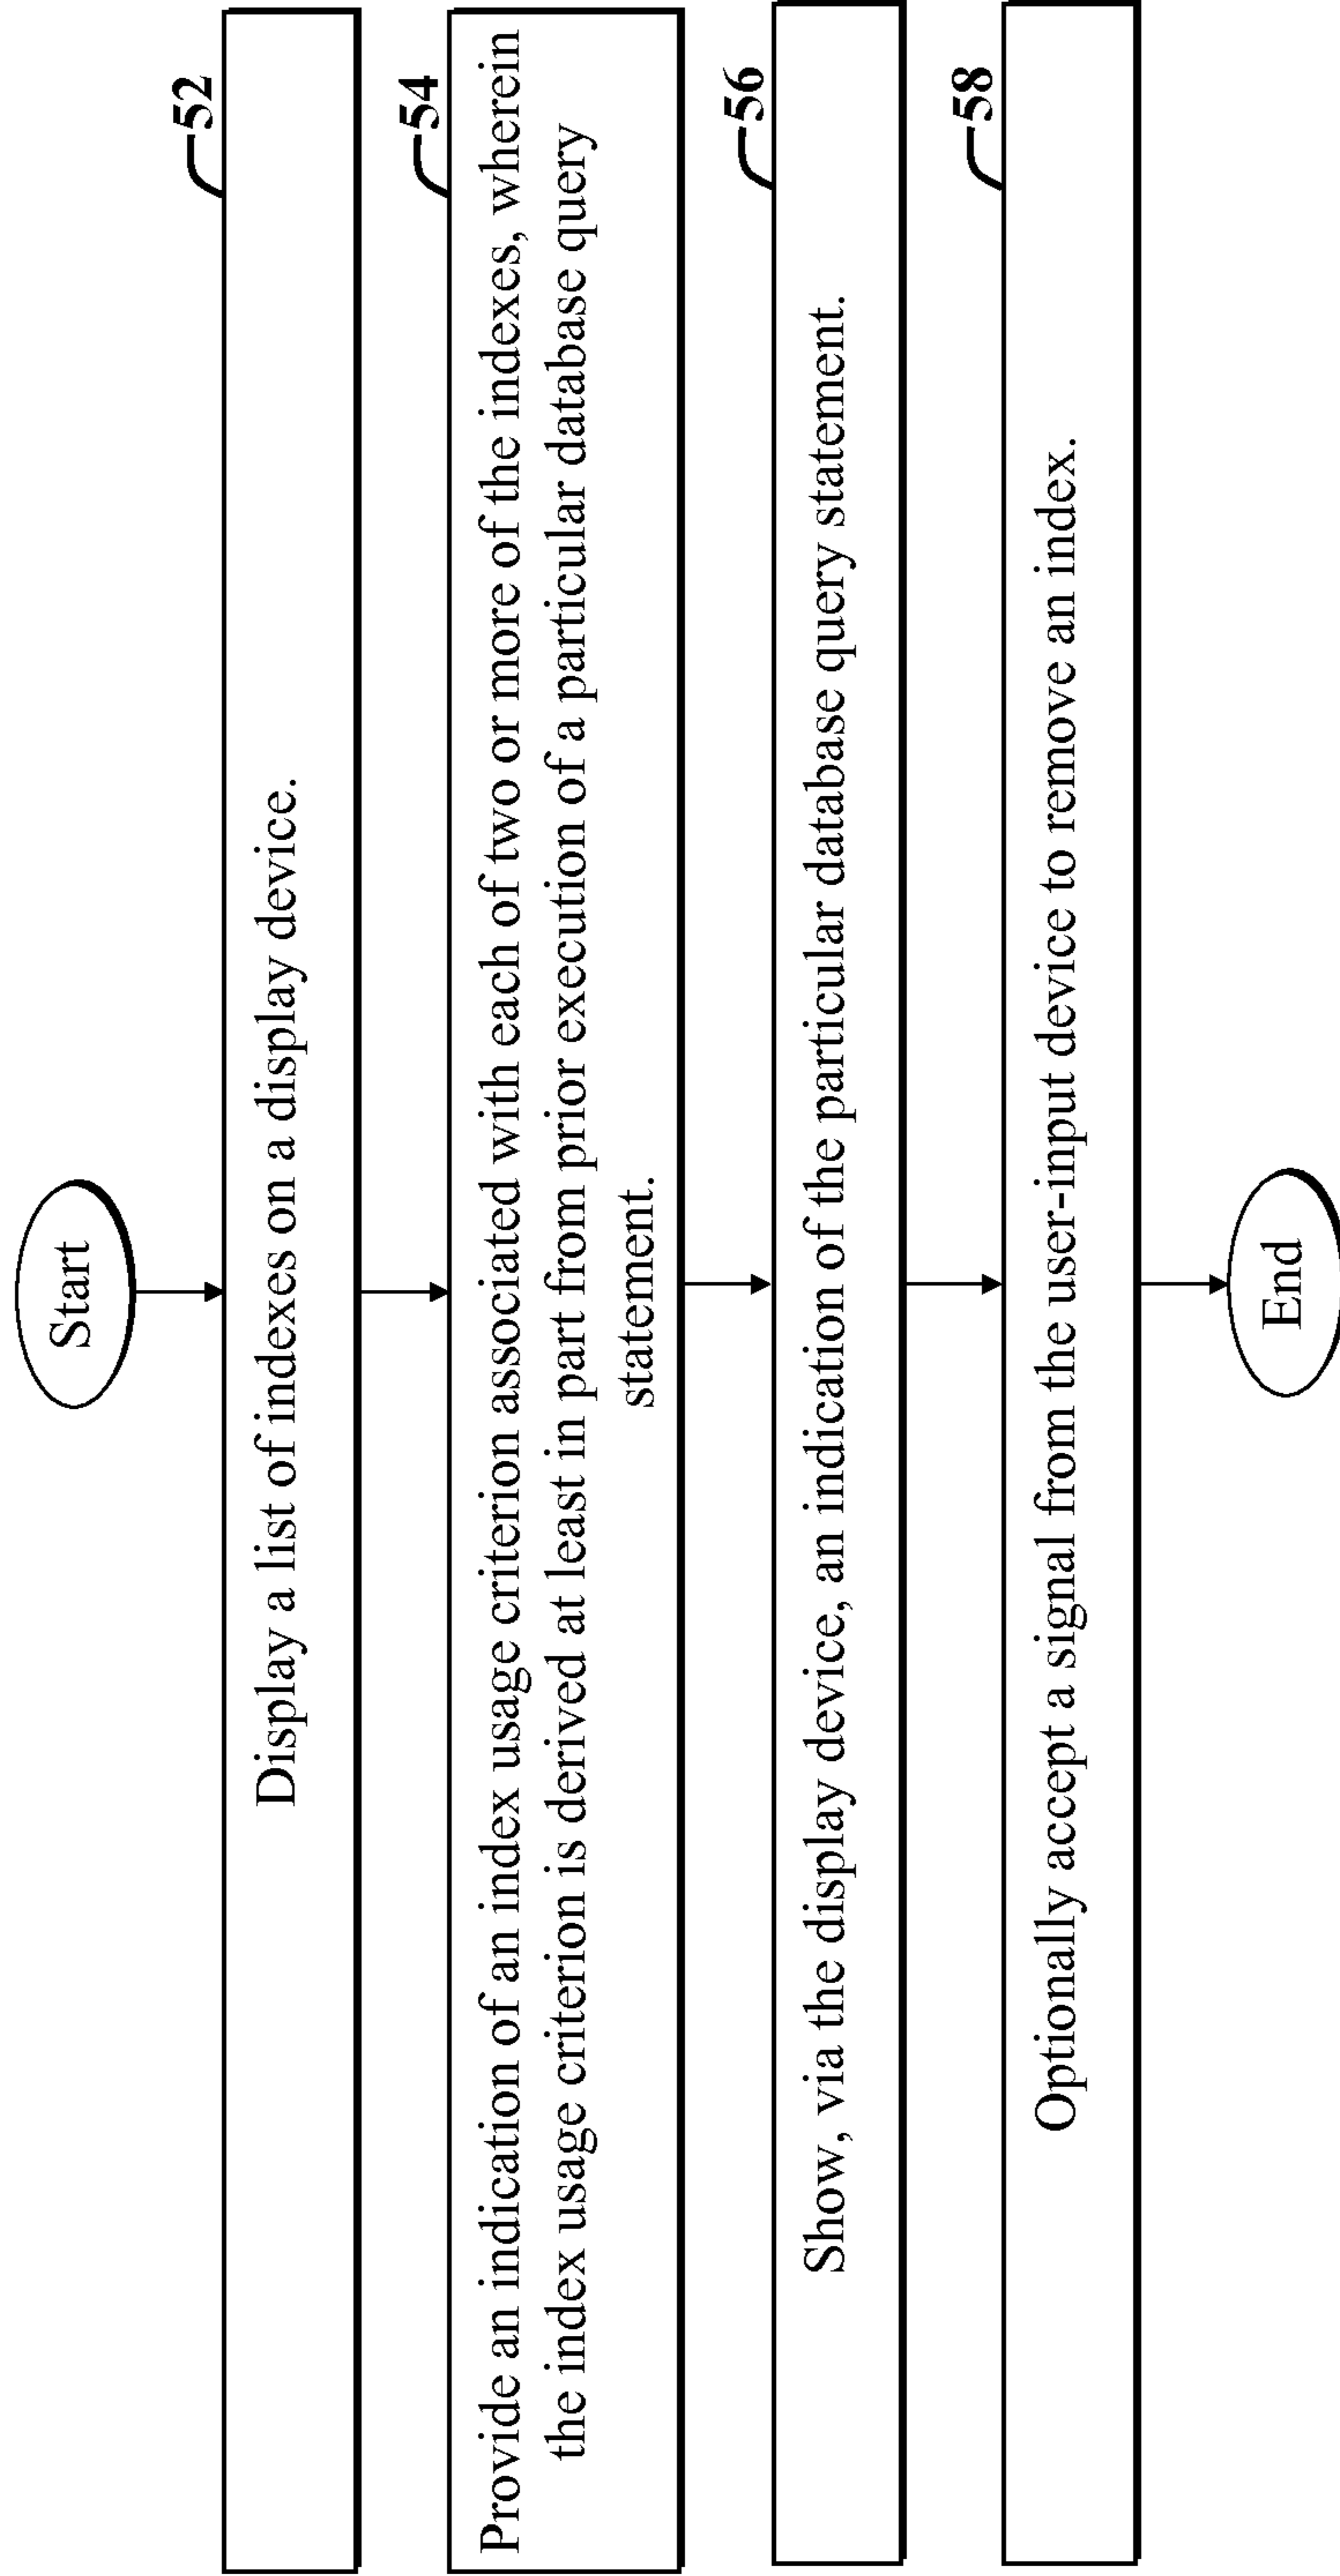 Start
52
Display a list of indexes on a display device.
54
Provide an indication of an index usage criterion associated with each of two or more of the indexes, wherein
the index usage criterion is derived at least in part from prior execution of a particular database query
statement.
56
Show, via the display device, an indication of the particular database query statement.
58
Optionally accept a signal from the user-input device to remove an index.
End